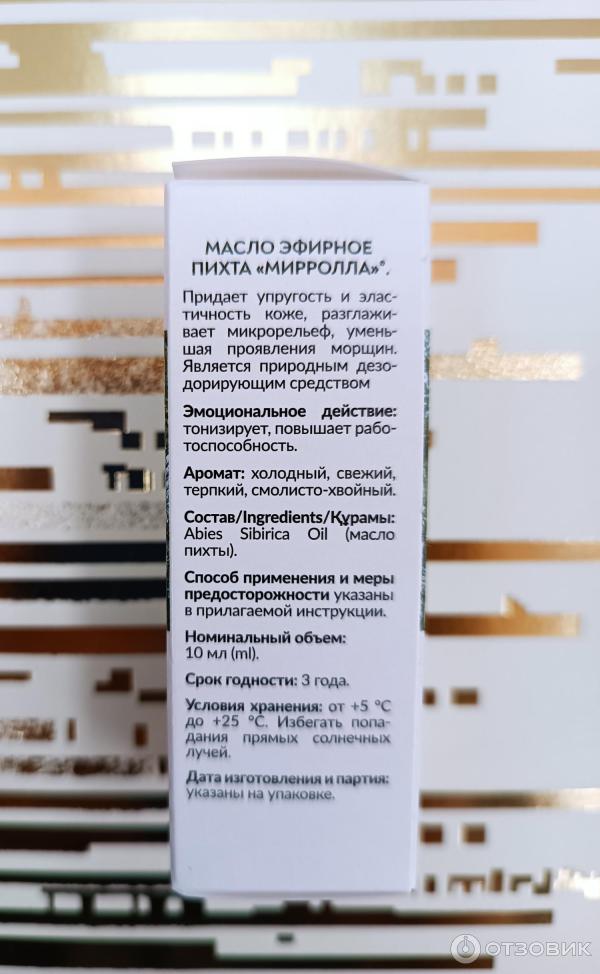 МАСЛО ЭФИРНОЕ
ПИХТА «МИРРОЛЛА»®.
Придает упругость и элас-
тичность коже, разглажи-
вает микрорельеф, умень-
шая проявления морщин.
Является природным дезо-
дорирующим средством
Эмоциональное действие:
тонизирует, повышает рабо-
тоспособность.
Аромат: холодный, свежий,
терпкий, смолисто-хвойный.
Состав/Ingredients/Құрамы:
Abies Sibirica Oil (масло
пихты).
Способ применения и меры
предосторожности указаны
в прилагаемой инструкции.
Номинальный объем:
10 мл (ml).
Срок годности: 3 года.
Условия хранения: от +5 °C
до +25 °C. Избегать попа-
дания прямых солнечных
лучей.
Дата изготовления и партия:
указаны на упаковке.
ОТЗОВИК